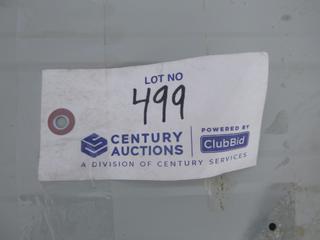 LOT NO
499
CENTURY AUCTIONS
POWERED BY
ClubBid
A DIVISION OF CENTURY SERVICES